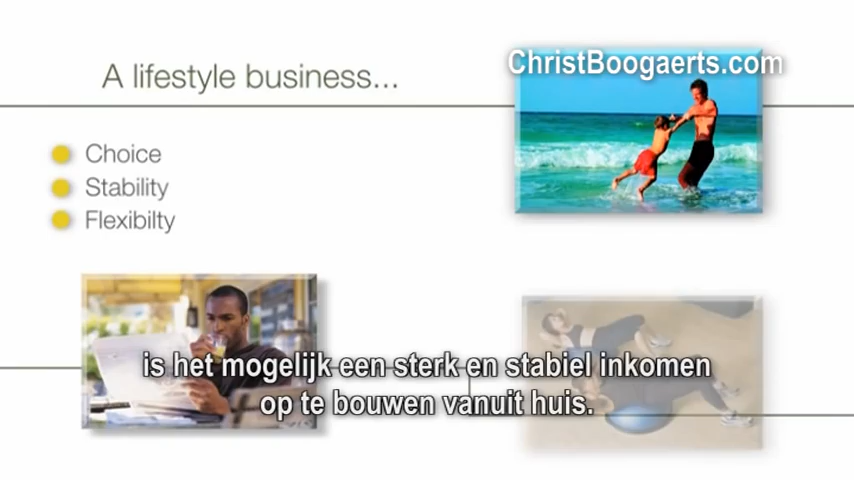 ChristBoogaerts.com
A lifestyle business...
Choice
Stability
Flexibilty
is het mogelijk een sterk en stabiel inkomen
op te bouwen vanuit huis.